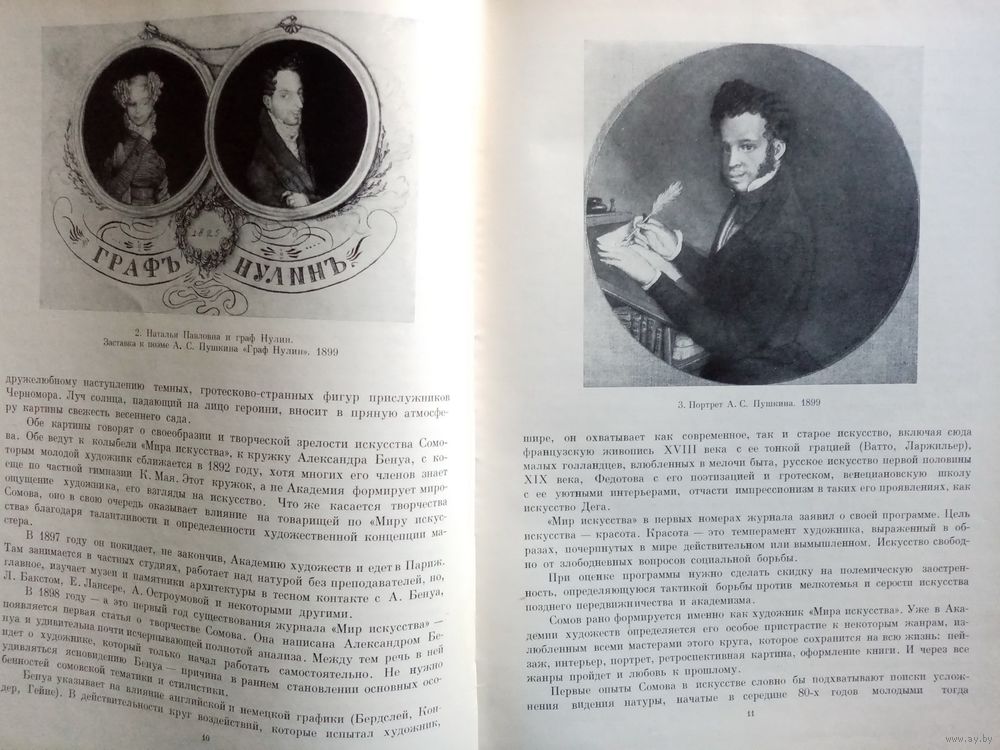 1825
ГРАФЪ НУЛИНЪ.
2. Наталья Павловна и граф Нулин.
Заставка к поэме А. С. Пушкина «Граф Нулин». 1899
дружелюбному наступлению темных, гротесково-странных фигур прислужников
Черномора. Луч солнца, падающий на лицо героини, вносит в пряную атмосфе-
ру картины свежесть весеннего сада.
Обе картины говорят о своеобразии и творческой зрелости искусства Сомо-
ва. Обе ведут к колыбели «Мира искусства», к кружку Александра Бенуа, с ко-
торым молодой художник сближается в 1892 году, хотя многих его членов знает
еще по частной гимназии К. Мая. Этот кружок, а не Академия формирует миро-
ощущение художника, его взгляды на искусство. Что же касается творчества
Сомова, оно в свою очередь оказывает влияние на товарищей по «Миру искус-
ства» благодаря талантливости и определенности художественной концепции ма-
стера.
В 1897 году он покидает, не закончив, Академию художеств и едет в Париж.
Там занимается в частных студиях, работает над натурой без преподавателей, но,
главное, изучает музеи и памятники архитектуры в тесном контакте с А. Бенуа,
Л. Бакстом, Е. Лансере, А. Остроумовой и некоторыми другими.
В 1898 году — а это первый год существования журнала «Мир искусства» —
появляется первая статья о творчестве Сомова. Она написана Александром Бе-
нуа и удивительна почти исчерпывающей полнотой анализа. Между тем речь в ней
идет о художнике, который только начал работать самостоятельно. Не нужно
удивляться ясновидению Бенуа — причина в раннем становлении основных осо-
бенностей сомовской тематики и стилистики.
Бенуа указывает на влияние английской и немецкой графики (Бердслей, Кон-
дер, Гейне). В действительности круг воздействий, которые испытал художник,
10
3. Портрет А. С. Пушкина. 1899
шире, он охватывает как современное, так и старое искусство, включая сюда
французскую живопись XVIII века с ее тонкой грацией (Ватто, Ларжильер),
малых голландцев, влюбленных в мелочи быта, русское искусство первой половины
XIX века, Федотова с его поэтизацией и гротеском, венециановскую школу
с ее уютными интерьерами, отчасти импрессионизм в таких его проявлениях, как
искусство Дега.
«Мир искусства» в первых номерах журнала заявил о своей программе. Цель
искусства — красота. Красота — это темперамент художника, выраженный в об-
разах, почерпнутых в мире действительном или вымышленном. Искусство свобод-
но от злободневных вопросов социальной борьбы.
При оценке программы нужно сделать скидку на полемическую заострен-
ность, определяющуюся тактикой борьбы против мелкотемья и серости искусства
позднего передвижничества и академизма.
Сомов рано формируется именно как художник «Мира искусства». Уже в Ака-
демии художеств определяется его особое пристрастие к некоторым жанрам, из-
любленным всеми мастерами этого круга, которое сохранится на всю жизнь: пей-
заж, интерьер, портрет, ретроспективная картина, оформление книги. И через все
жанры пройдет и любовь к прошлому.
Первые опыты Сомова в искусстве словно бы подхватывают поиски услож-
нения видения натуры, начатые в середине 80-х годов молодыми тогда
11
www.ay.by